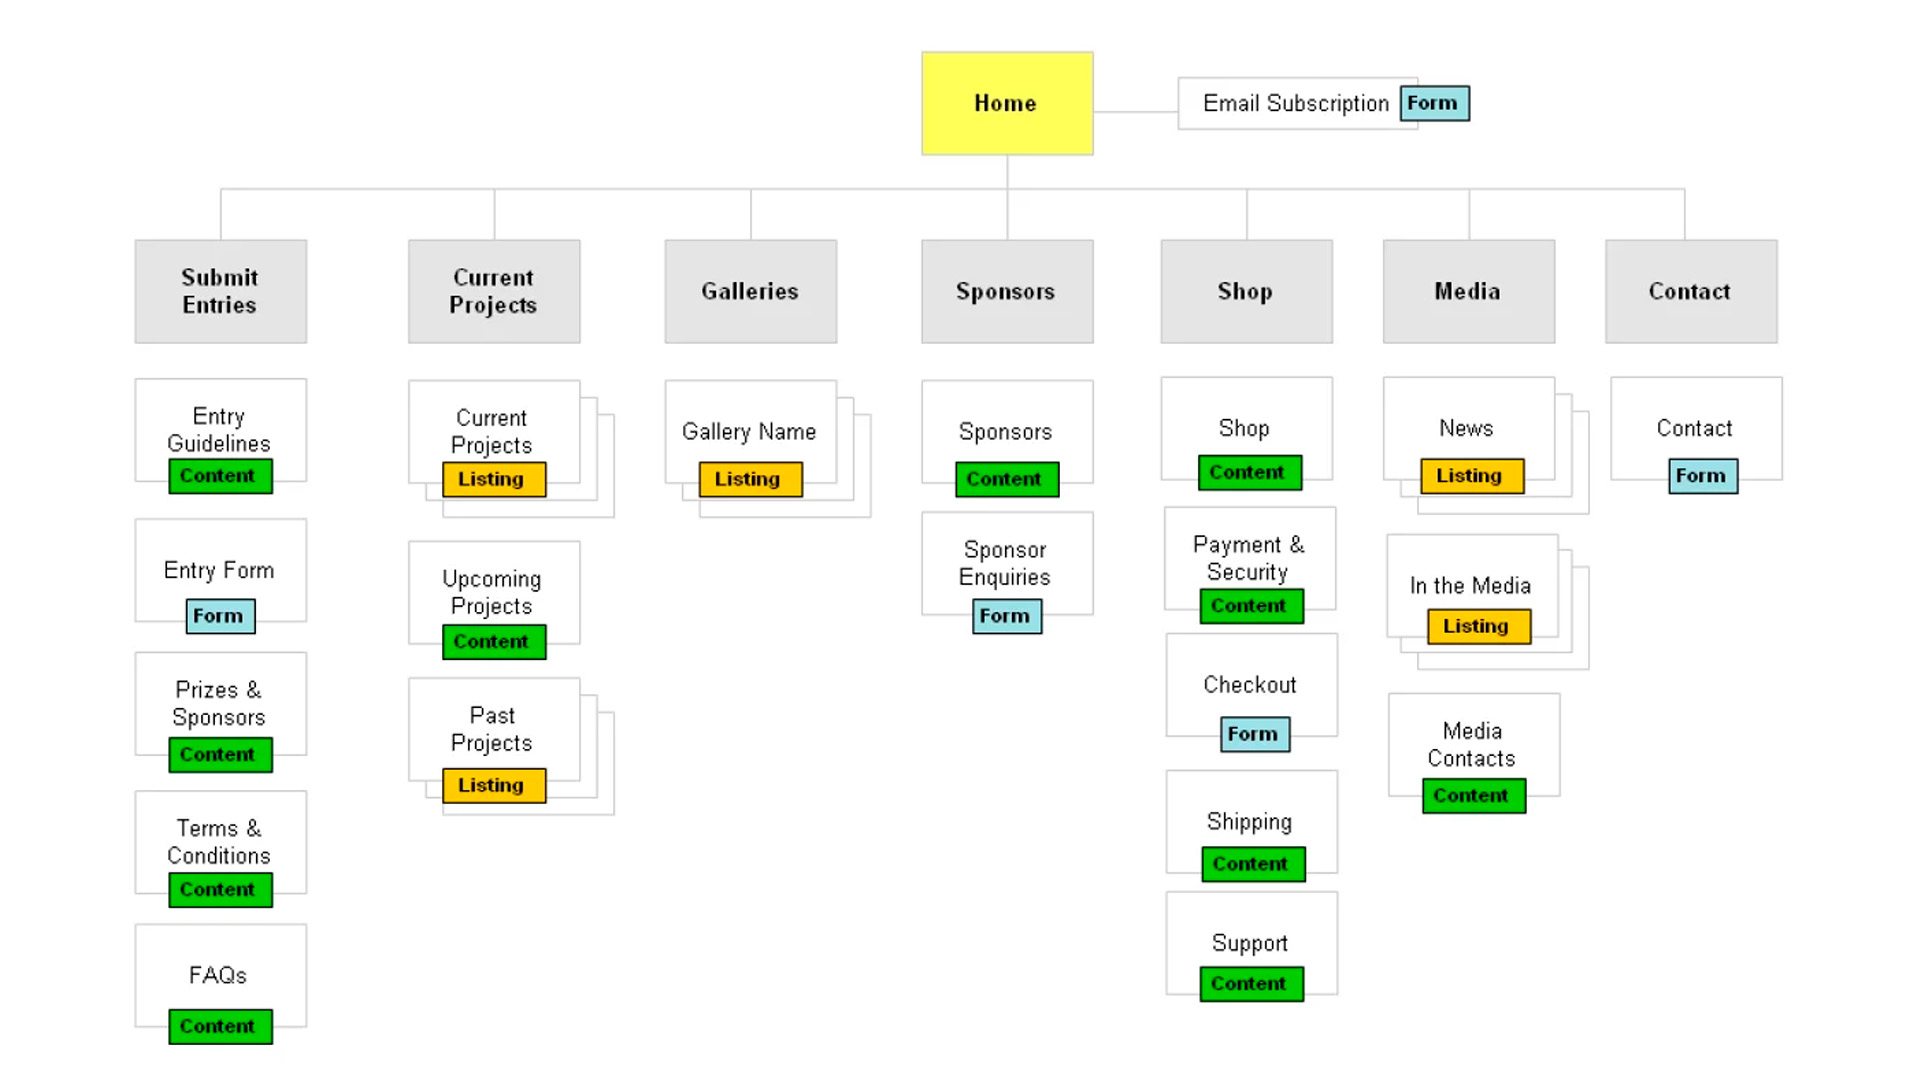 Home
Email Subscription
Form
Submit
Entries
Current
Projects
Galleries
Sponsors
Shop
Media
Contact
Entry
Guidelines
Content
Entry Form
Form
Prizes &
Sponsors
Content
Terms &
Conditions
Content
FAQs
Content
Current
Projects
Listing
Upcoming
Projects
Content
Past
Projects
Listing
Gallery Name
Listing
Sponsors
Content
Sponsor
Enquiries
Form
Shop
Content
Payment &
Security
Content
Checkout
Form
Shipping
Content
Support
Content
News
Listing
In the Media
Listing
Media
Contacts
Content
Contact
Form